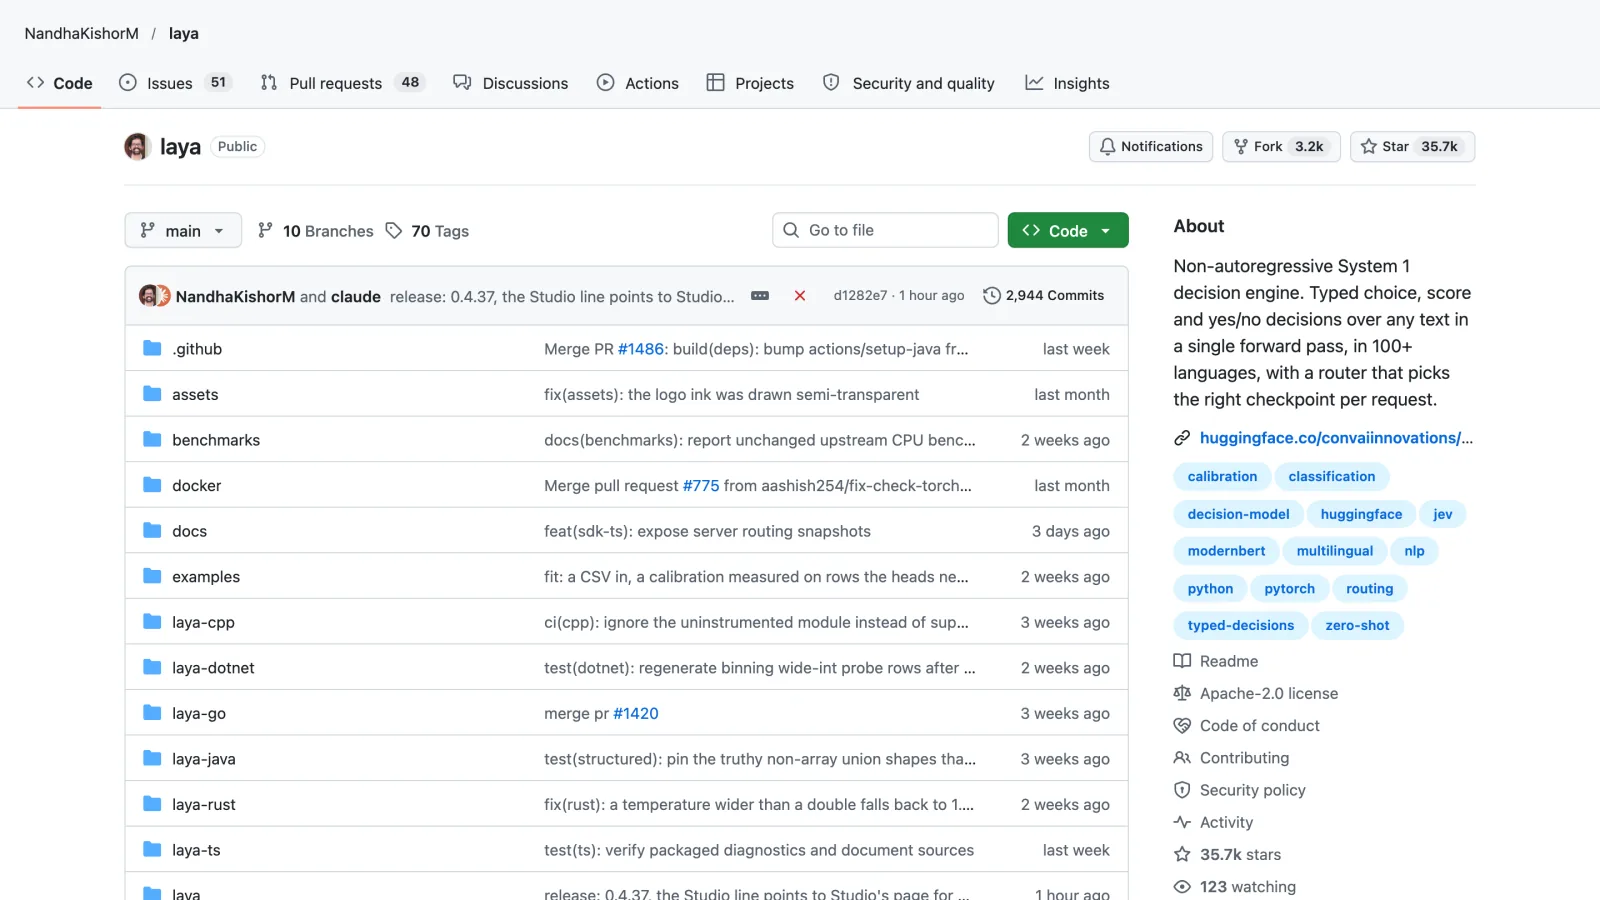 NandhaKishorM / laya
Code Issues 51 Pull requests 48 Discussions Actions Projects Security and quality Insights
laya Public Notifications Fork 3.2k Star 35.7k
main 10 Branches 70 Tags Go to file Code
NandhaKishorM and claude release: 0.4.37, the Studio line points to Studio... d1282e7 · 1 hour ago 2,944 Commits
.github Merge PR #1486: build(deps): bump actions/setup-java fr... last week
assets fix(assets): the logo ink was drawn semi-transparent last month
benchmarks docs(benchmarks): report unchanged upstream CPU benc... 2 weeks ago
docker Merge pull request #775 from aashish254/fix-check-torch... last month
docs feat(sdk-ts): expose server routing snapshots 3 days ago
examples fit: a CSV in, a calibration measured on rows the heads ne... 2 weeks ago
laya-cpp ci(cpp): ignore the uninstrumented module instead of sup... 3 weeks ago
laya-dotnet test(dotnet): regenerate binning wide-int probe rows after ... 2 weeks ago
laya-go merge pr #1420 3 weeks ago
laya-java test(structured): pin the truthy non-array union shapes tha... 3 weeks ago
laya-rust fix(rust): a temperature wider than a double falls back to 1.... 2 weeks ago
laya-ts test(ts): verify packaged diagnostics and document sources last week
laya release: 0.4.37, the Studio line points to Studio's page for ... 1 hour ago
About
Non-autoregressive System 1
decision engine. Typed choice, score
and yes/no decisions over any text in
a single forward pass, in 100+
languages, with a router that picks
the right checkpoint per request.
huggingface.co/convaiinnovations/...
calibration classification
decision-model huggingface jev
modernbert multilingual nlp
python pytorch routing
typed-decisions zero-shot
Readme
Apache-2.0 license
Code of conduct
Contributing
Security policy
Activity
35.7k stars
123 watching